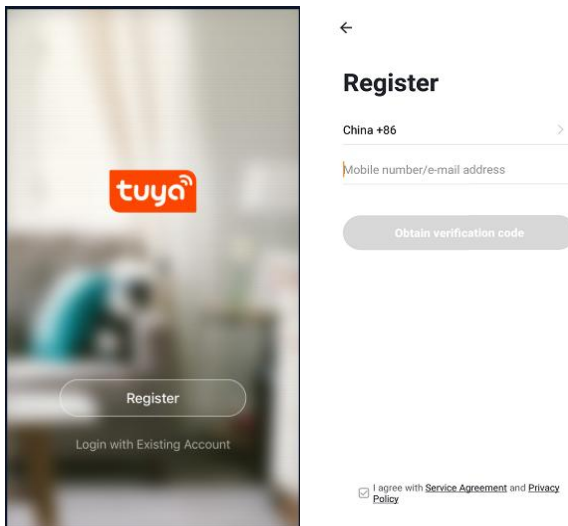 tuya
Register
Login with Existing Account
Register
China +86
Mobile number/e-mail address
Obtain verification code
I agree with Service Agreement and Privacy
Policy